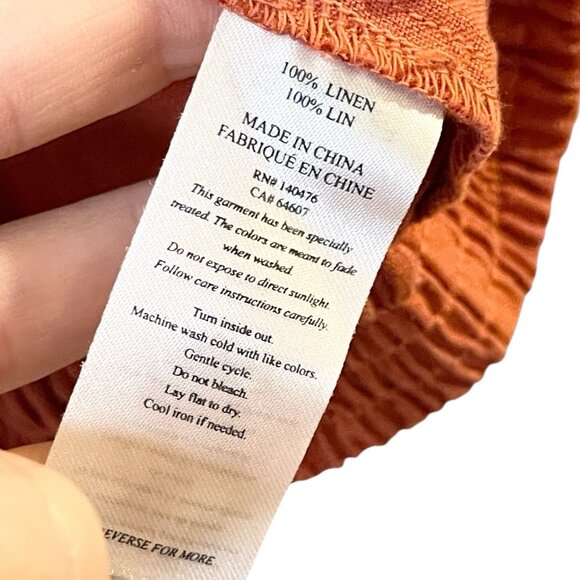 100% LINEN
100% LIN
MADE IN CHINA
FABRIQUÉ EN CHINE
RN# 140476
CA# 64607
This garment has been specially
treated. The colors are meant to fade
when washed.
Do not expose to direct sunlight.
Follow care instructions carefully.
Turn inside out.
Machine wash cold with like colors.
Gentle cycle.
Do not bleach.
Lay flat to dry.
Cool iron if needed.
REVERSE FOR MORE